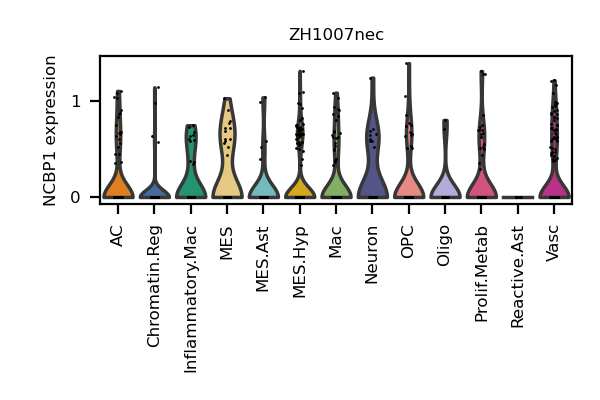 ZH1007nec
NCBP1 expression
1
0
AC
Chromatin.Reg
Inflammatory.Mac
MES
MES.Ast
MES.Hyp
Mac
Neuron
OPC
Oligo
Prolif.Metab
Reactive.Ast
Vasc